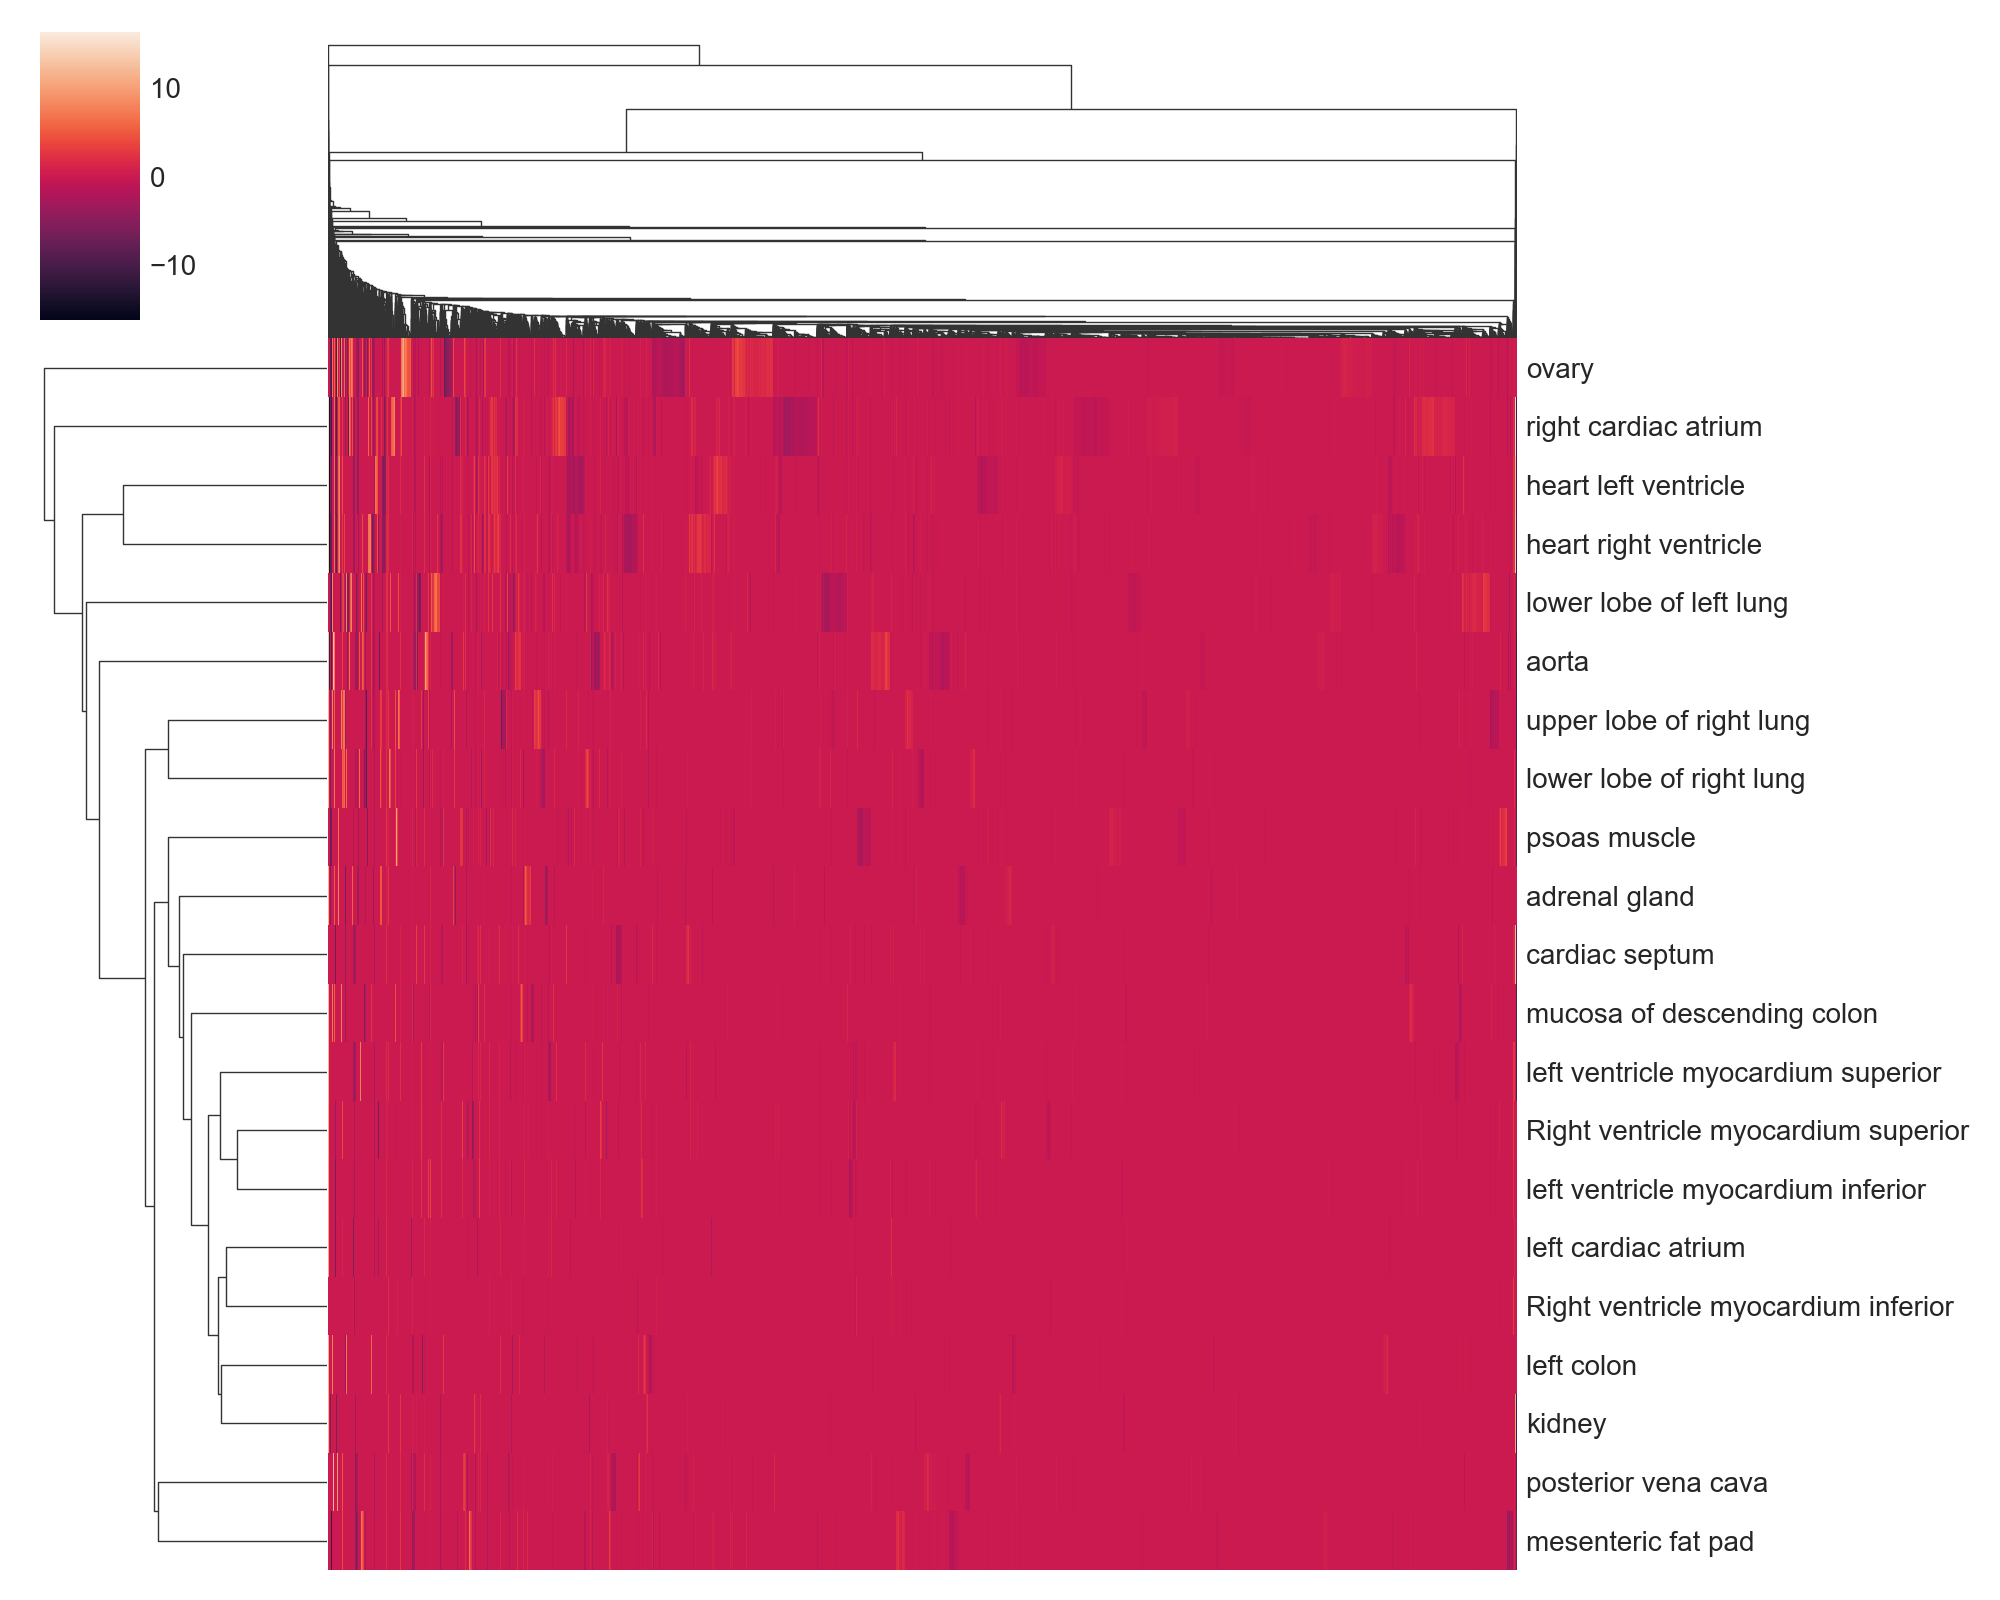 10
0
−10
ovary
right cardiac atrium
heart left ventricle
heart right ventricle
lower lobe of left lung
aorta
upper lobe of right lung
lower lobe of right lung
psoas muscle
adrenal gland
cardiac septum
mucosa of descending colon
left ventricle myocardium superior
Right ventricle myocardium superior
left ventricle myocardium inferior
left cardiac atrium
Right ventricle myocardium inferior
left colon
kidney
posterior vena cava
mesenteric fat pad